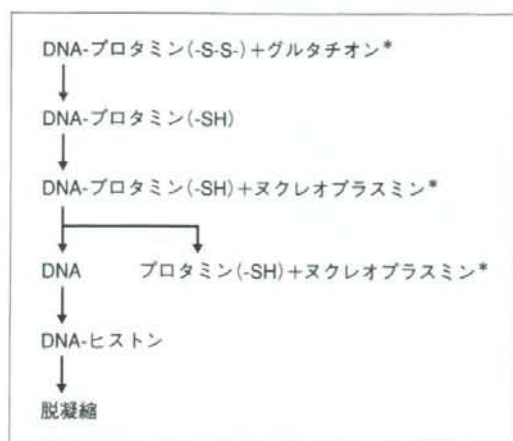 DNA-プロタミン(-S-S-)+グルタチオン*
DNA-プロタミン(-SH)
DNA-プロタミン(-SH)+ヌクレオプラスミン*
DNA プロタミン(-SH)+ヌクレオプラスミン*
DNA-ヒストン
脱凝縮